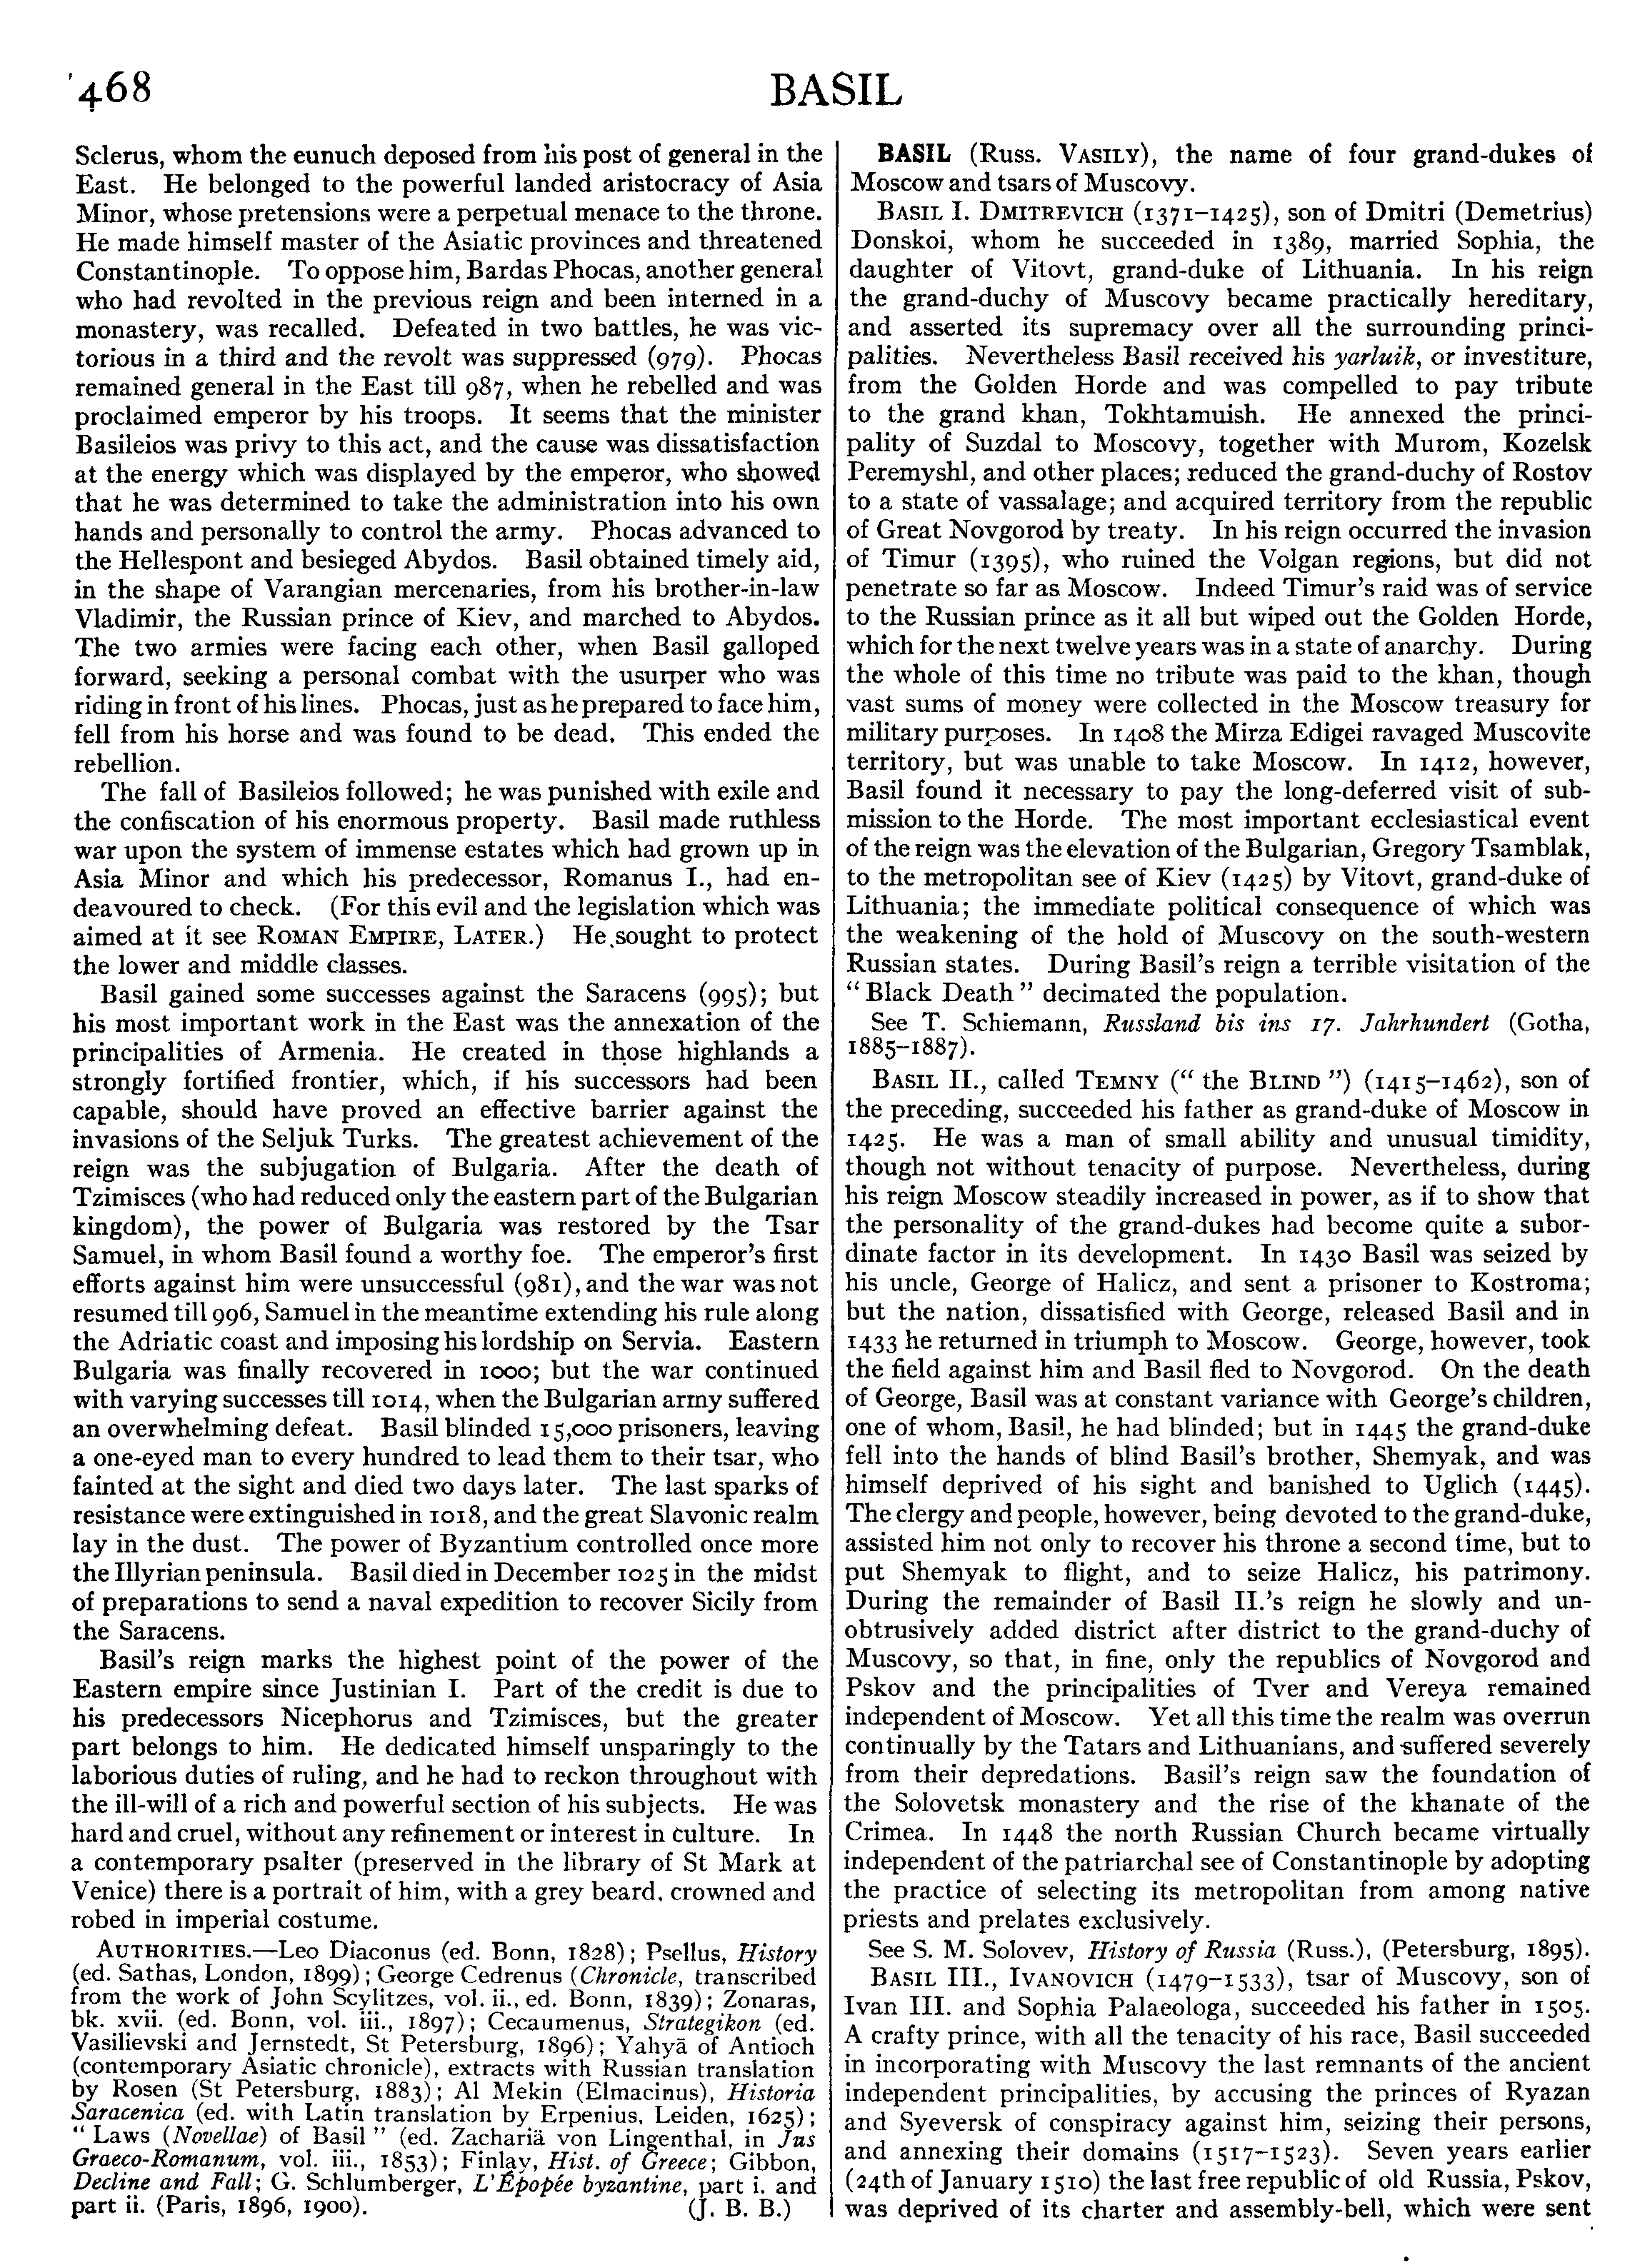 468
BASIL
Sclerus, whom the eunuch deposed from his post of general in the
East. He belonged to the powerful landed aristocracy of Asia
Minor, whose pretensions were a perpetual menace to the throne.
He made himself master of the Asiatic provinces and threatened
Constantinople. To oppose him, Bardas Phocas, another general
who had revolted in the previous reign and been interned in a
monastery, was recalled. Defeated in two battles, he was vic-
torious in a third and the revolt was suppressed (979). Phocas
remained general in the East till 987, when he rebelled and was
proclaimed emperor by his troops. It seems that the minister
Basileios was privy to this act, and the cause was dissatisfaction
at the energy which was displayed by the emperor, who showed
that he was determined to take the administration into his own
hands and personally to control the army. Phocas advanced to
the Hellespont and besieged Abydos. Basil obtained timely aid,
in the shape of Varangian mercenaries, from his brother-in-law
Vladimir, the Russian prince of Kiev, and marched to Abydos.
The two armies were facing each other, when Basil galloped
forward, seeking a personal combat with the usurper who was
riding in front of his lines. Phocas, just as he prepared to face him,
fell from his horse and was found to be dead. This ended the
rebellion.
The fall of Basileios followed; he was punished with exile and
the confiscation of his enormous property. Basil made ruthless
war upon the system of immense estates which had grown up in
Asia Minor and which his predecessor, Romanus I., had en-
deavoured to check. (For this evil and the legislation which was
aimed at it see ROMAN EMPIRE, LATER.) He sought to protect
the lower and middle classes.
Basil gained some successes against the Saracens (995); but
his most important work in the East was the annexation of the
principalities of Armenia. He created in those highlands a
strongly fortified frontier, which, if his successors had been
capable, should have proved an effective barrier against the
invasions of the Seljuk Turks. The greatest achievement of the
reign was the subjugation of Bulgaria. After the death of
Tzimisces (who had reduced only the eastern part of the Bulgarian
kingdom), the power of Bulgaria was restored by the Tsar
Samuel, in whom Basil found a worthy foe. The emperor's first
efforts against him were unsuccessful (981), and the war was not
resumed till 996, Samuel in the meantime extending his rule along
the Adriatic coast and imposing his lordship on Servia. Eastern
Bulgaria was finally recovered in 1000; but the war continued
with varying successes till 1014, when the Bulgarian army suffered
an overwhelming defeat. Basil blinded 15,000 prisoners, leaving
a one-eyed man to every hundred to lead them to their tsar, who
fainted at the sight and died two days later. The last sparks of
resistance were extinguished in 1018, and the great Slavonic realm
lay in the dust. The power of Byzantium controlled once more
the Illyrian peninsula. Basil died in December 1025 in the midst
of preparations to send a naval expedition to recover Sicily from
the Saracens.
Basil's reign marks the highest point of the power of the
Eastern empire since Justinian I. Part of the credit is due to
his predecessors Nicephorus and Tzimisces, but the greater
part belongs to him. He dedicated himself unsparingly to the
laborious duties of ruling, and he had to reckon throughout with
the ill-will of a rich and powerful section of his subjects. He was
hard and cruel, without any refinement or interest in culture. In
a contemporary psalter (preserved in the library of St Mark at
Venice) there is a portrait of him, with a grey beard, crowned and
robed in imperial costume.
AUTHORITIES.—Leo Diaconus (ed. Bonn, 1828); Psellus, History
(ed. Sathas, London, 1899); George Cedrenus (Chronicle, transcribed
from the work of John Scylitzes, vol. ii., ed. Bonn, 1839); Zonaras,
bk. xvii. (ed. Bonn, vol. iii., 1897); Cecaumenus, Strategikon (ed.
Vasilievski and Jernstedt, St Petersburg, 1896); Yahyā of Antioch
(contemporary Asiatic chronicle), extracts with Russian translation
by Rosen (St Petersburg, 1883); Al Mekin (Elmacinus), Historia
Saracenica (ed. with Latin translation by Erpenius, Leiden, 1625);
" Laws (Novellae) of Basil " (ed. Zachariä von Lingenthal, in Jus
Graeco-Romanum, vol. iii., 1853); Finlay, Hist. of Greece; Gibbon,
Decline and Fall; G. Schlumberger, L'Épopée byzantine, part i. and
part ii. (Paris, 1896, 1900). (J. B. B.)
BASIL (Russ. VASILY), the name of four grand-dukes of
Moscow and tsars of Muscovy.
BASIL I. DMITREVICH (1371–1425), son of Dmitri (Demetrius)
Donskoi, whom he succeeded in 1389, married Sophia, the
daughter of Vitovt, grand-duke of Lithuania. In his reign
the grand-duchy of Muscovy became practically hereditary,
and asserted its supremacy over all the surrounding princi-
palities. Nevertheless Basil received his yarluik, or investiture,
from the Golden Horde and was compelled to pay tribute
to the grand khan, Tokhtamuish. He annexed the princi-
pality of Suzdal to Moscovy, together with Murom, Kozelsk
Peremyshl, and other places; reduced the grand-duchy of Rostov
to a state of vassalage; and acquired territory from the republic
of Great Novgorod by treaty. In his reign occurred the invasion
of Timur (1395), who ruined the Volgan regions, but did not
penetrate so far as Moscow. Indeed Timur's raid was of service
to the Russian prince as it all but wiped out the Golden Horde,
which for the next twelve years was in a state of anarchy. During
the whole of this time no tribute was paid to the khan, though
vast sums of money were collected in the Moscow treasury for
military purposes. In 1408 the Mirza Edigei ravaged Muscovite
territory, but was unable to take Moscow. In 1412, however,
Basil found it necessary to pay the long-deferred visit of sub-
mission to the Horde. The most important ecclesiastical event
of the reign was the elevation of the Bulgarian, Gregory Tsamblak,
to the metropolitan see of Kiev (1425) by Vitovt, grand-duke of
Lithuania; the immediate political consequence of which was
the weakening of the hold of Muscovy on the south-western
Russian states. During Basil's reign a terrible visitation of the
" Black Death " decimated the population.
See T. Schiemann, Russland bis ins 17. Jahrhundert (Gotha,
1885–1887).
BASIL II., called TEMNY (" the BLIND ") (1415–1462), son of
the preceding, succeeded his father as grand-duke of Moscow in
1425. He was a man of small ability and unusual timidity,
though not without tenacity of purpose. Nevertheless, during
his reign Moscow steadily increased in power, as if to show that
the personality of the grand-dukes had become quite a subor-
dinate factor in its development. In 1430 Basil was seized by
his uncle, George of Halicz, and sent a prisoner to Kostroma;
but the nation, dissatisfied with George, released Basil and in
1433 he returned in triumph to Moscow. George, however, took
the field against him and Basil fled to Novgorod. On the death
of George, Basil was at constant variance with George's children,
one of whom, Basil, he had blinded; but in 1445 the grand-duke
fell into the hands of blind Basil's brother, Shemyak, and was
himself deprived of his sight and banished to Uglich (1445).
The clergy and people, however, being devoted to the grand-duke,
assisted him not only to recover his throne a second time, but to
put Shemyak to flight, and to seize Halicz, his patrimony.
During the remainder of Basil II.'s reign he slowly and un-
obtrusively added district after district to the grand-duchy of
Muscovy, so that, in fine, only the republics of Novgorod and
Pskov and the principalities of Tver and Vereya remained
independent of Moscow. Yet all this time the realm was overrun
continually by the Tatars and Lithuanians, and suffered severely
from their depredations. Basil's reign saw the foundation of
the Solovetsk monastery and the rise of the khanate of the
Crimea. In 1448 the north Russian Church became virtually
independent of the patriarchal see of Constantinople by adopting
the practice of selecting its metropolitan from among native
priests and prelates exclusively.
See S. M. Solovev, History of Russia (Russ.), (Petersburg, 1895).
BASIL III., IVANOVICH (1479–1533), tsar of Muscovy, son of
Ivan III. and Sophia Palaeologa, succeeded his father in 1505.
A crafty prince, with all the tenacity of his race, Basil succeeded
in incorporating with Muscovy the last remnants of the ancient
independent principalities, by accusing the princes of Ryazan
and Syeversk of conspiracy against him, seizing their persons,
and annexing their domains (1517–1523). Seven years earlier
(24th of January 1510) the last free republic of old Russia, Pskov,
was deprived of its charter and assembly-bell, which were sent